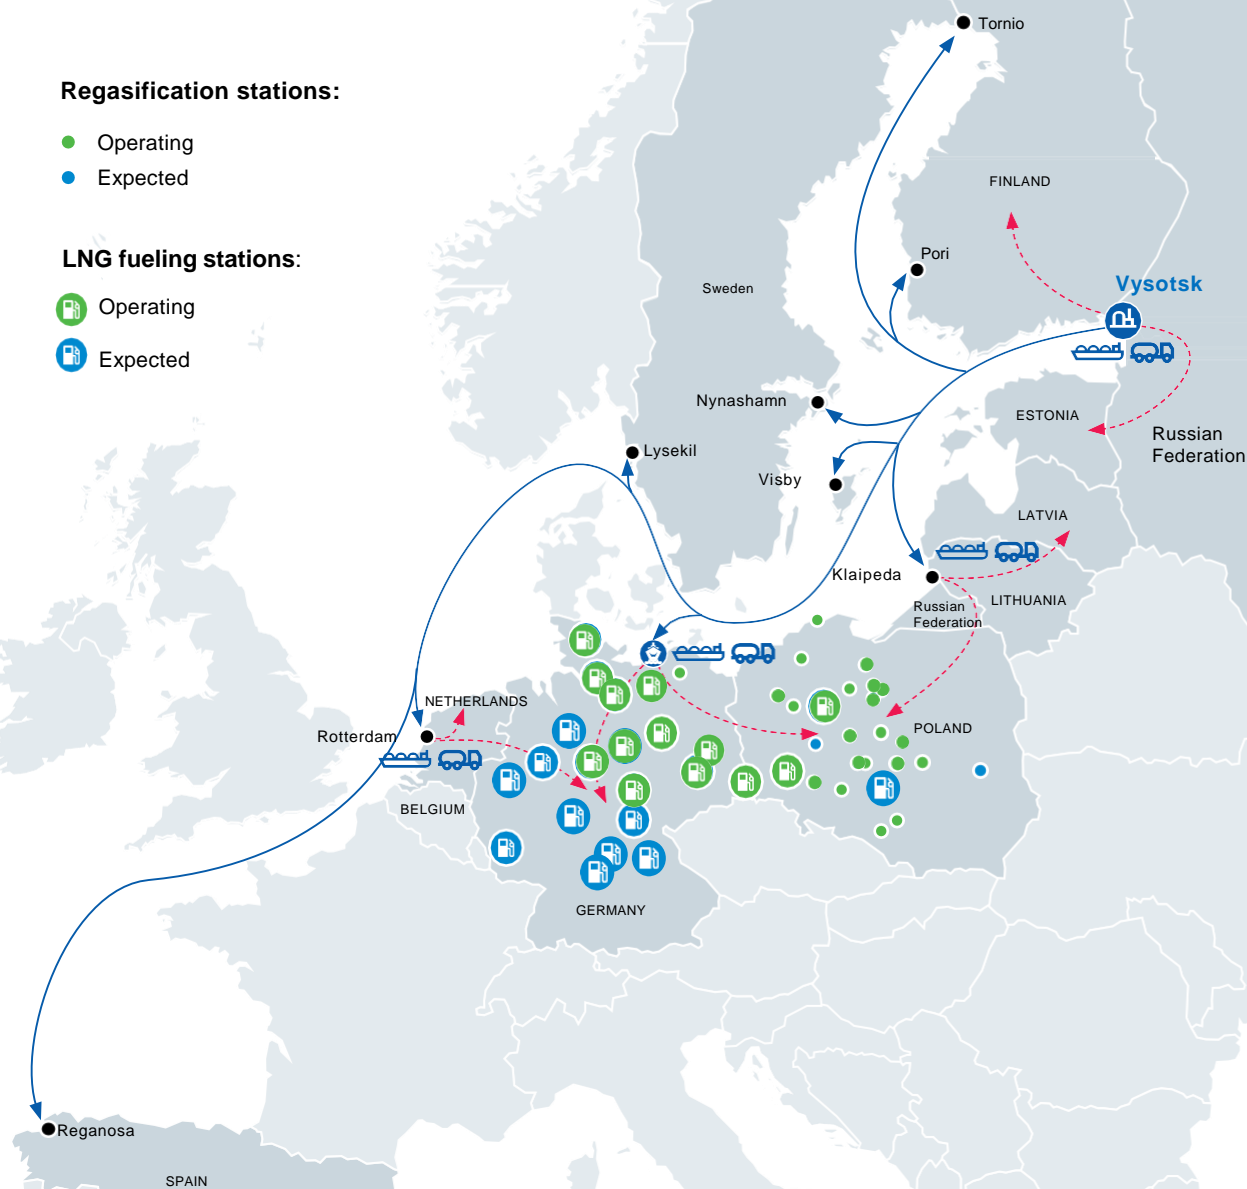 Tornio
Regasification stations:
Operating
Expected
FINLAND
LNG fueling stations:
Pori
Vysotsk
Sweden
Operating
Expected
Nynashamn
ESTONIA
Russian
Federation
Lysekil
Visby
LATVIA
Klaipeda
LITHUANIA
Russian
Federation
NETHERLANDS
Rotterdam
POLAND
BELGIUM
GERMANY
Reganosa
SPAIN